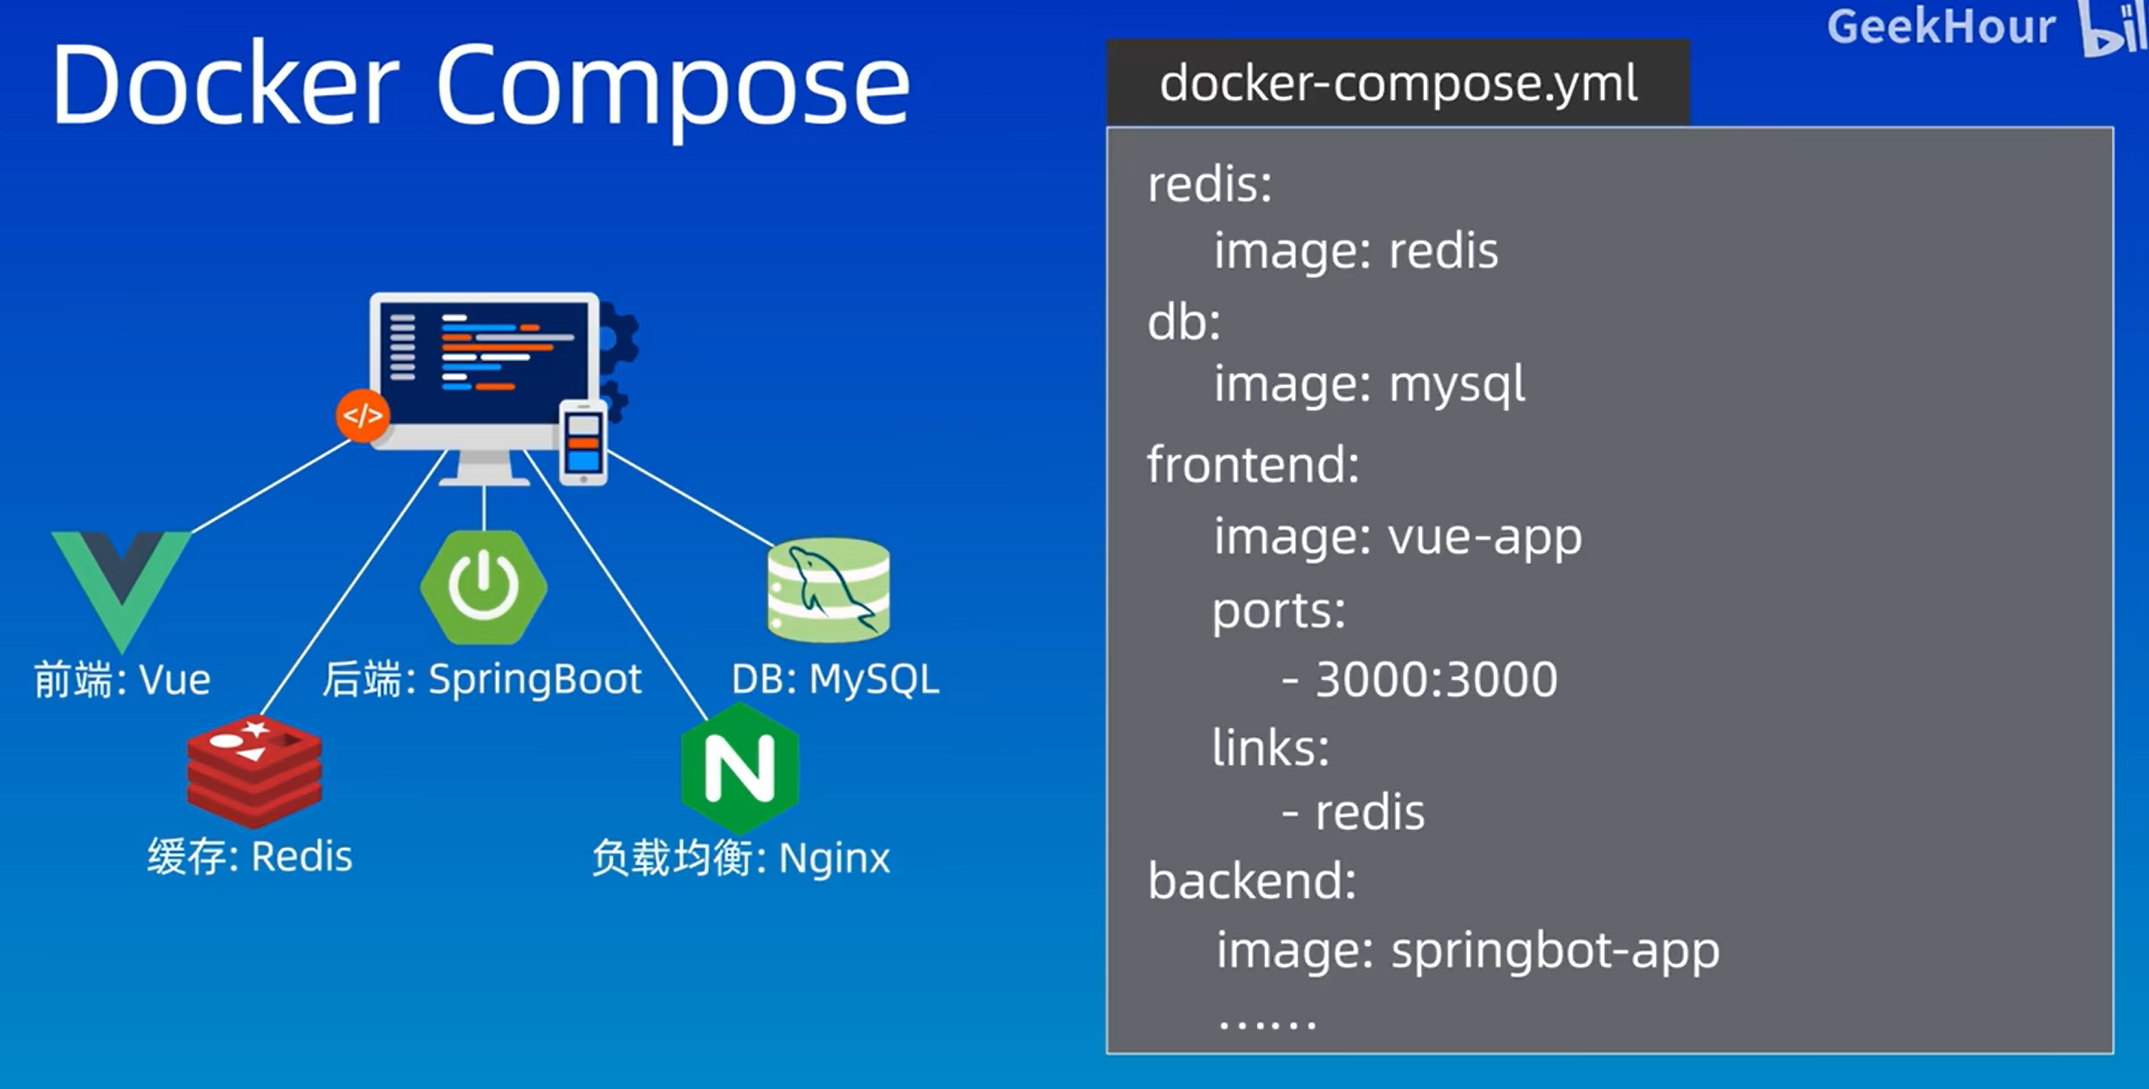 GeekHour
Docker Compose
docker-compose.yml
redis:
image: redis
db:
image: mysql
frontend:
image: vue-app
ports:
- 3000:3000
links:
- redis
backend:
image: springbot-app
......
</>
前端: Vue
后端: SpringBoot
DB: MySQL
缓存: Redis
N
负载均衡: Nginx